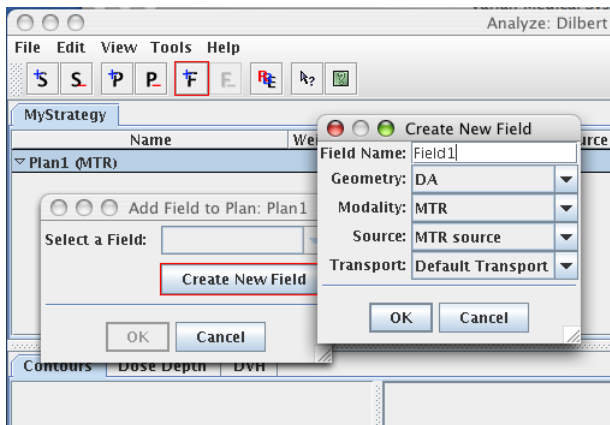 Analyze: Dilbert
File Edit View Tools Help
S S P P F F RE ?
MyStrategy
Name
Plan1 (MTR)
Add Field to Plan: Plan1
Select a Field:
Create New Field
OK Cancel
Create New Field
Field Name: Field1
Geometry: DA
Modality: MTR
Source: MTR source
Transport: Default Transport
OK Cancel
Contours Dose Depth DVH